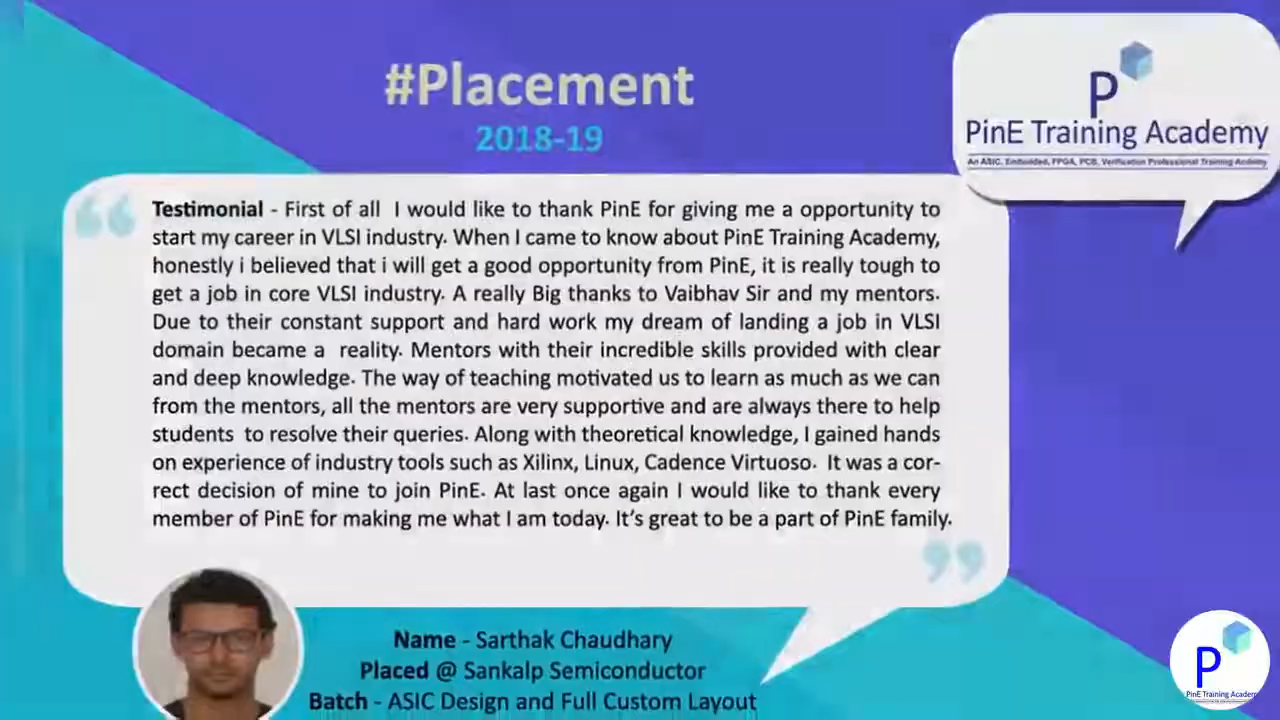 #Placement
2018-19
P
PinE Training Academy
An ASIC, Embedded, FPGA, PCB, Verification Professional Training Acdemy
Testimonial - First of all I would like to thank PinE for giving me a opportunity to
start my career in VLSI industry. When I came to know about PinE Training Academy,
honestly i believed that i will get a good opportunity from PinE, it is really tough to
get a job in core VLSI industry. A really Big thanks to Vaibhav Sir and my mentors.
Due to their constant support and hard work my dream of landing a job in VLSI
domain became a reality. Mentors with their incredible skills provided with clear
and deep knowledge. The way of teaching motivated us to learn as much as we can
from the mentors, all the mentors are very supportive and are always there to help
students to resolve their queries. Along with theoretical knowledge, I gained hands
on experience of industry tools such as Xilinx, Linux, Cadence Virtuoso. It was a cor-
rect decision of mine to join PinE. At last once again I would like to thank every
member of PinE for making me what I am today. It's great to be a part of PinE family.
Name - Sarthak Chaudhary
Placed @ Sankalp Semiconductor
Batch - ASIC Design and Full Custom Layout
P
PinE Training Academy